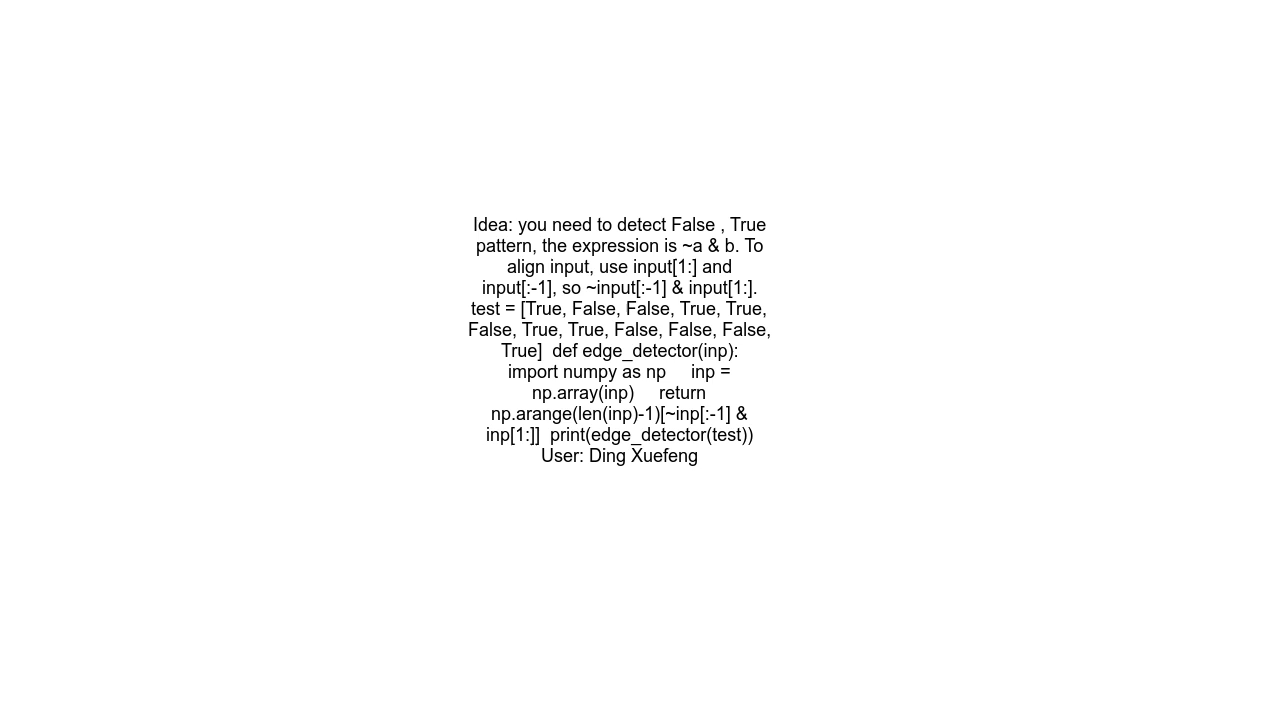 Idea: you need to detect False , True
pattern, the expression is ~a & b. To
align input, use input[1:] and
input[:-1], so ~input[:-1] & input[1:].
test = [True, False, False, True, True,
False, True, True, False, False, False,
True]  def edge_detector(inp):
import numpy as np     inp =
np.array(inp)     return
np.arange(len(inp)-1)[~inp[:-1] &
inp[1:]]  print(edge_detector(test))
User: Ding Xuefeng